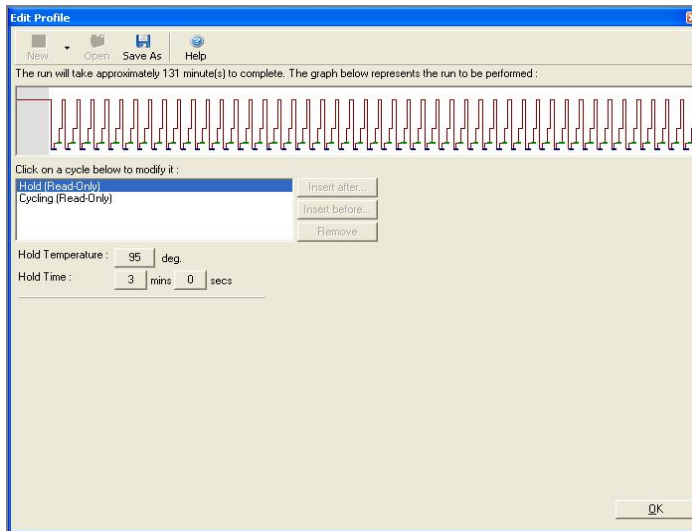 Edit Profile
New Open Save As Help
The run will take approximately 131 minute(s) to complete. The graph below represents the run to be performed :
Click on a cycle below to modify it :
Hold (Read-Only)
Cycling (Read-Only)
Insert after...
Insert before...
Remove
Hold Temperature : 95 deg.
Hold Time : 3 mins 0 secs
OK